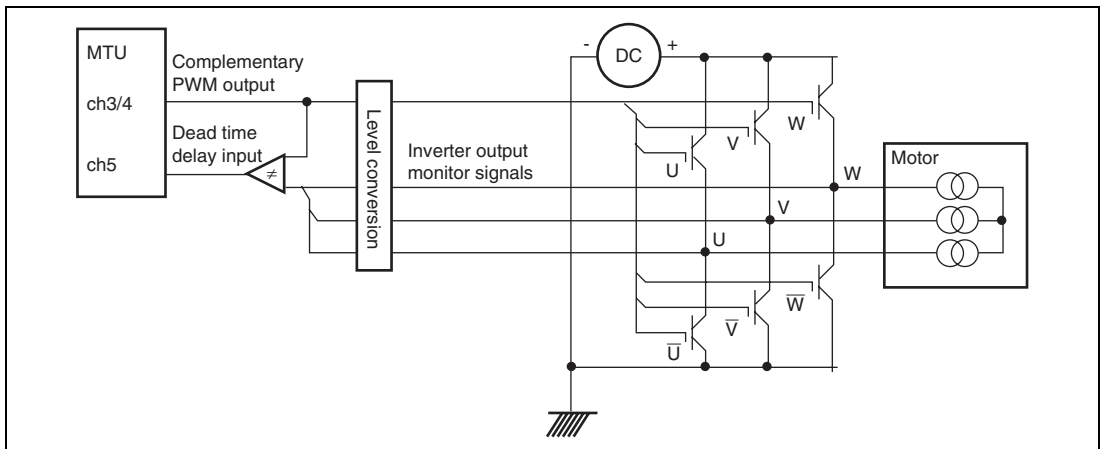 MTU
ch3/4
ch5
Complementary
PWM output
Dead time
delay input
≠
Level conversion
Inverter output
monitor signals
- DC +
W
V
U
W
V
U
W̅
V̅
U̅
Motor